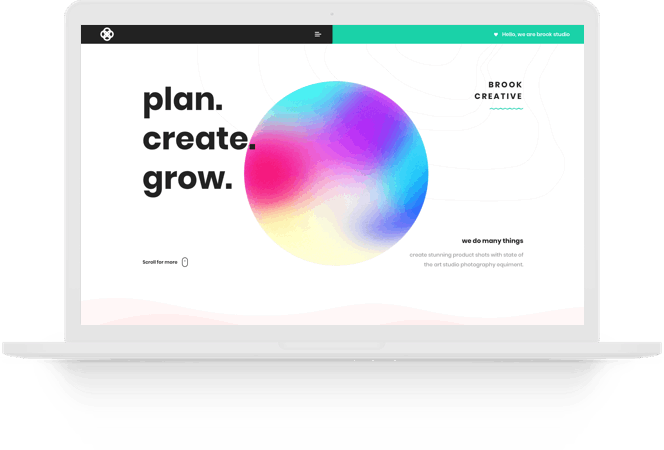 Hello, we are brook studio
plan.
create.
grow.
BROOK
CREATIVE
we do many things
create stunning product shots with state of
the art studio photography equiment.
Scroll for more